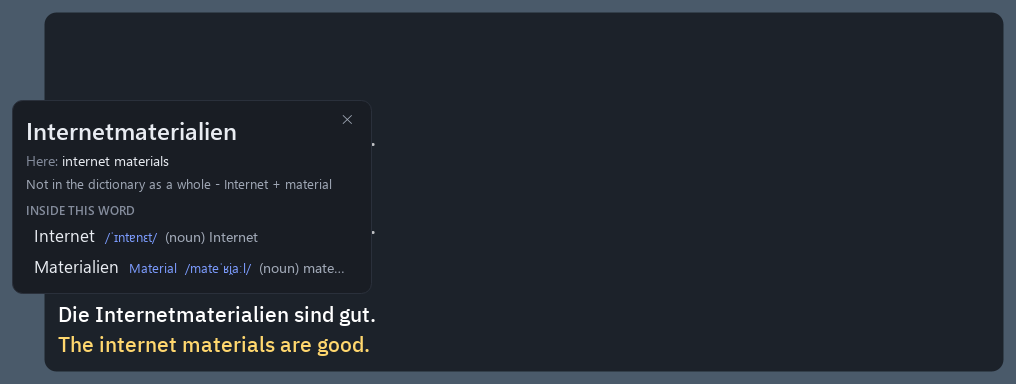 Internetmaterialien
Here: internet materials
Not in the dictionary as a whole - Internet + material
INSIDE THIS WORD
Internet /ˈɪntɐnɛt/ (noun) Internet
Materialien Material /mateˈʁi̯aːl/ (noun) mate...
Die Internetmaterialien sind gut.
The internet materials are good.